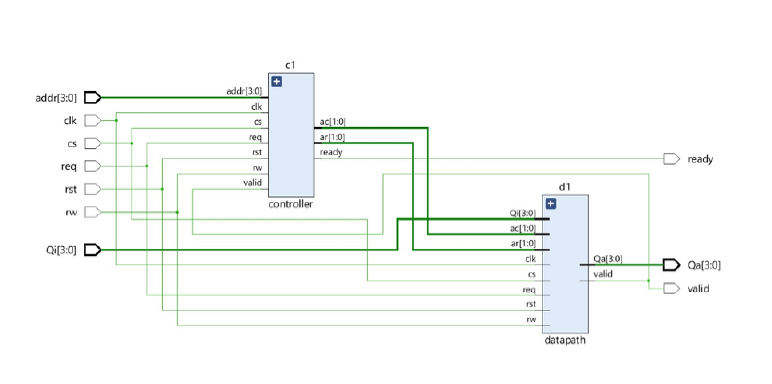 c1
addr[3:0]
clk
cs
req
rst
rw
Qi[3:0]
addr[3:0]
clk
cs
req
rst
rw
valid
ac[1:0]
ar[1:0]
ready
controller
ready
d1
Qi[3:0]
ac[1:0]
ar[1:0]
clk
cs
req
rst
rw
Qa[3:0]
valid
datapath
Qa[3:0]
valid